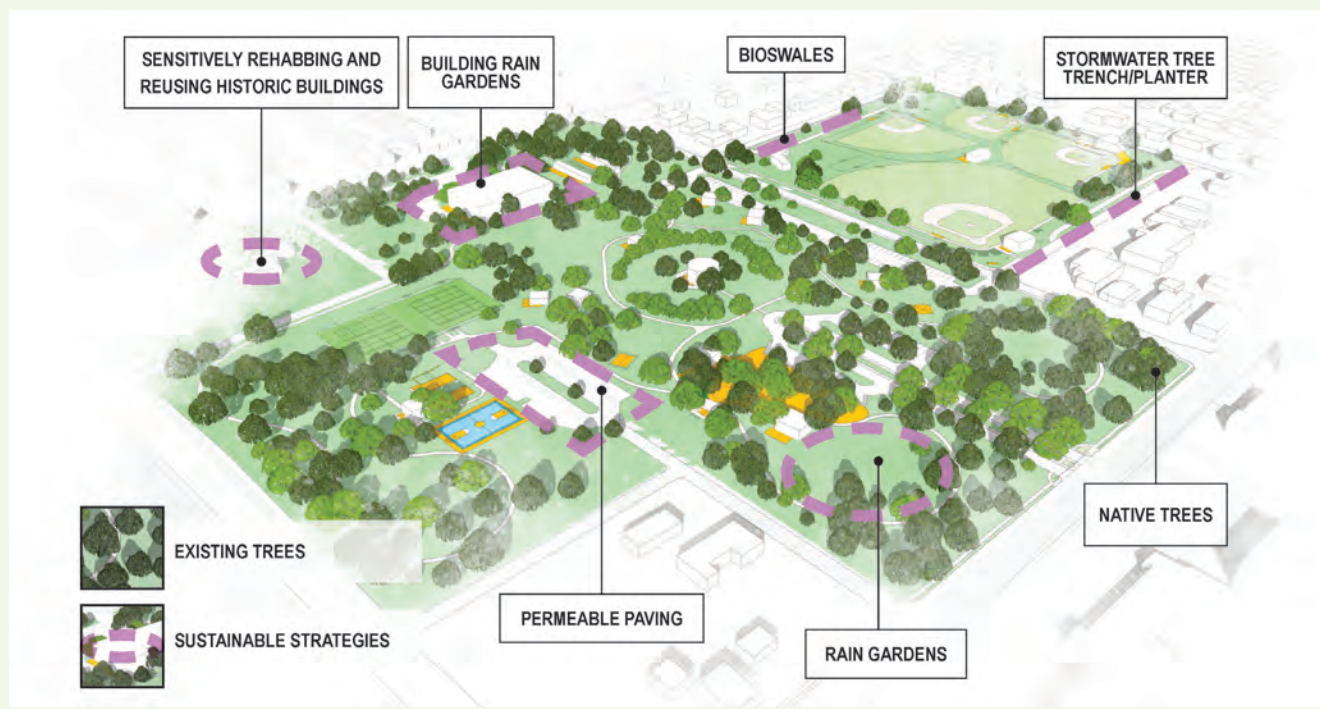 SENSITIVELY REHABBING AND
REUSING HISTORIC BUILDINGS
BUILDING RAIN
GARDENS
BIOSWALES
STORMWATER TREE
TRENCH/PLANTER
EXISTING TREES
SUSTAINABLE STRATEGIES
PERMEABLE PAVING
RAIN GARDENS
NATIVE TREES